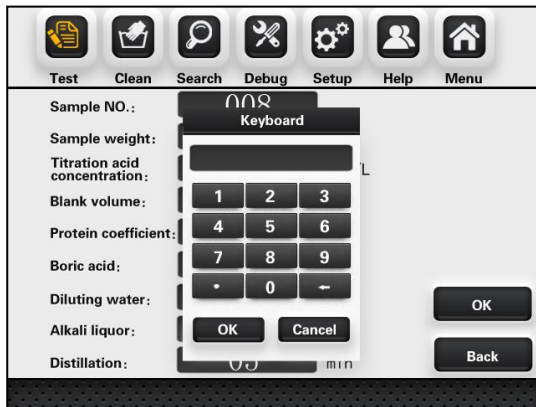 Test Clean Search Debug Setup Help Menu
Sample NO.: 008
Keyboard
Sample weight:
Titration acid
concentration: L
Blank volume:
1 2 3
Protein coefficient:
4 5 6
Boric acid:
7 8 9
Diluting water:
. 0 ←
OK
Alkali liquor:
OK Cancel
Distillation: 05 min
Back